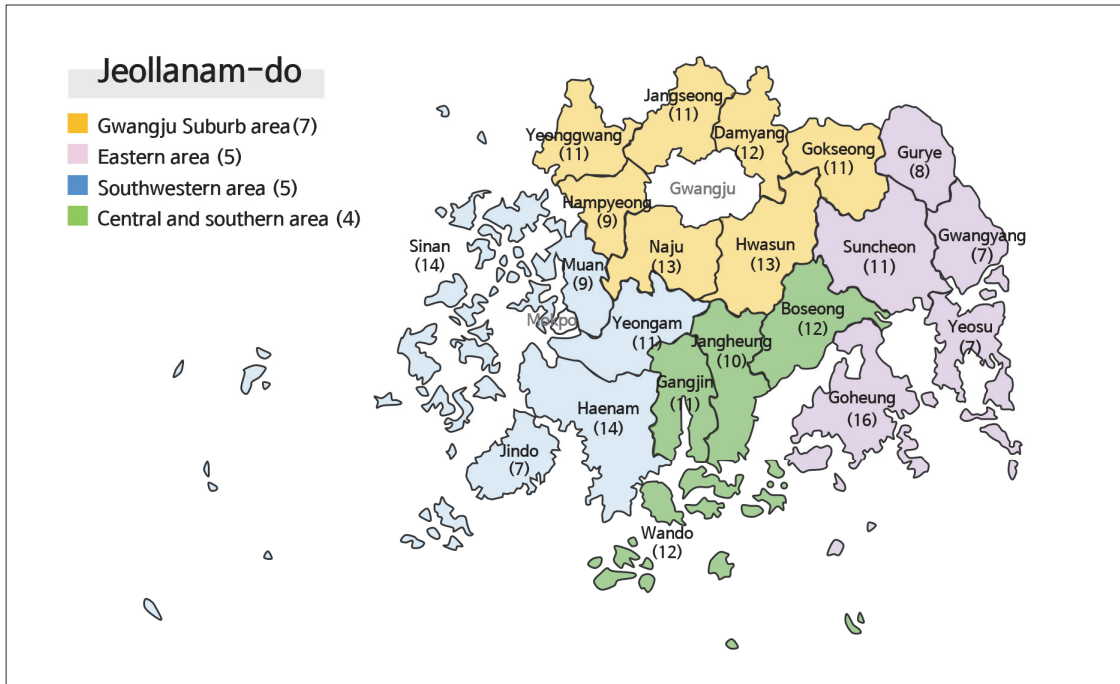 Jeollanam-do
Gwangju Suburb area(7)
Eastern area (5)
Southwestern area (5)
Central and southern area (4)
Jangseong
(11)
Yeonggwang
(11)
Damyang
(12)
Gokseong
(11)
Gurye
(8)
Gwangju
Hampyeong
(9)
Sinan
(14)
Naju
(13)
Hwasun
(13)
Suncheon
(11)
Gwangyang
(7)
Muan
(9)
Mokpo
Yeongam
(11)
Boseong
(12)
Yeosu
(7)
Jangheung
(10)
Gangjin
(11)
Goheung
(16)
Haenam
(14)
Jindo
(7)
Wando
(12)